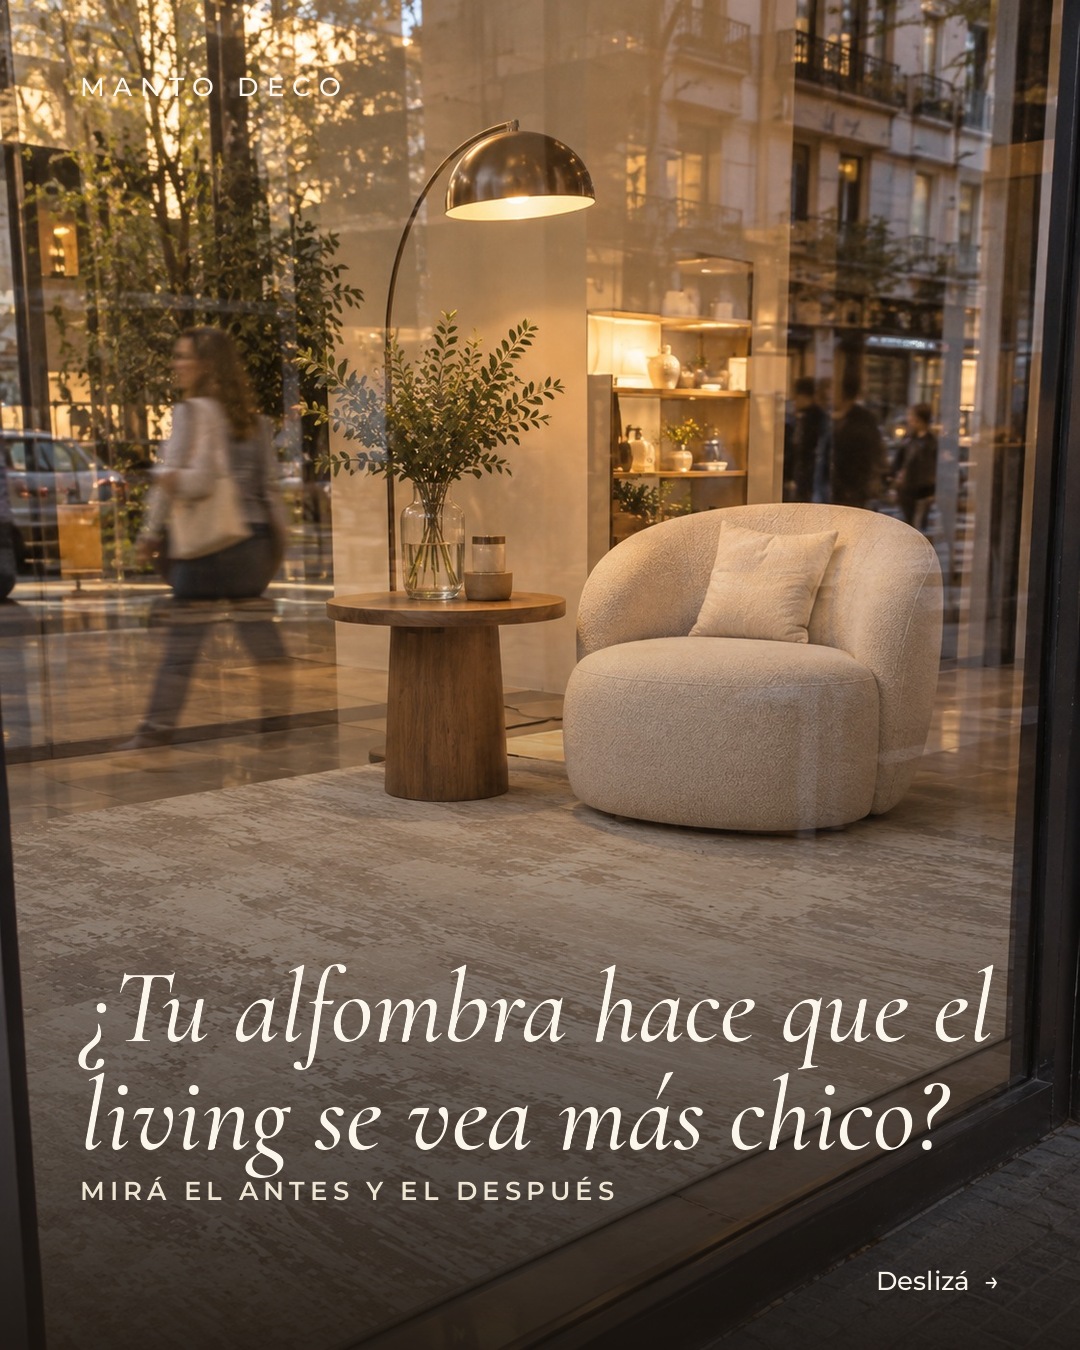 MANTO DECO
¿Tu alfombra hace que el
living se vea más chico?
MIRÁ EL ANTES Y EL DESPUÉS
Deslizá →